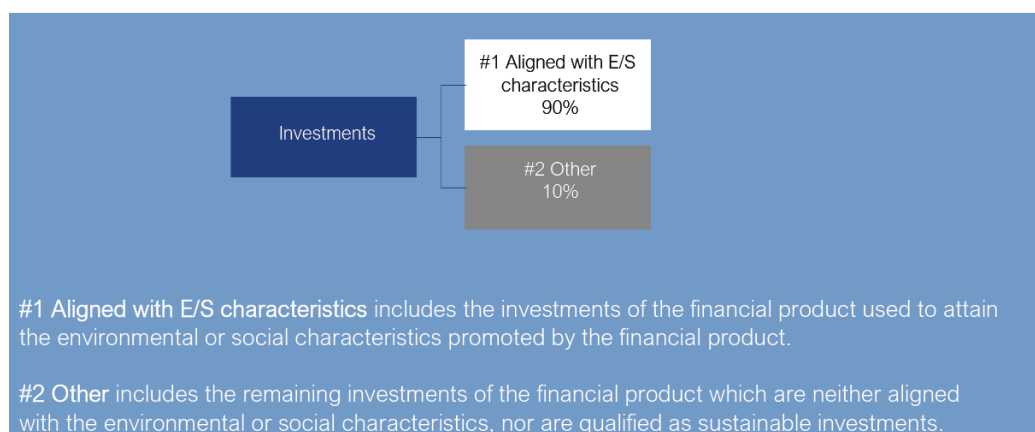 #1 Aligned with E/S
characteristics
90%
Investments
#2 Other
10%
#1 Aligned with E/S characteristics includes the investments of the financial product used to attain
the environmental or social characteristics promoted by the financial product.
#2 Other includes the remaining investments of the financial product which are neither aligned
with the environmental or social characteristics, nor are qualified as sustainable investments.